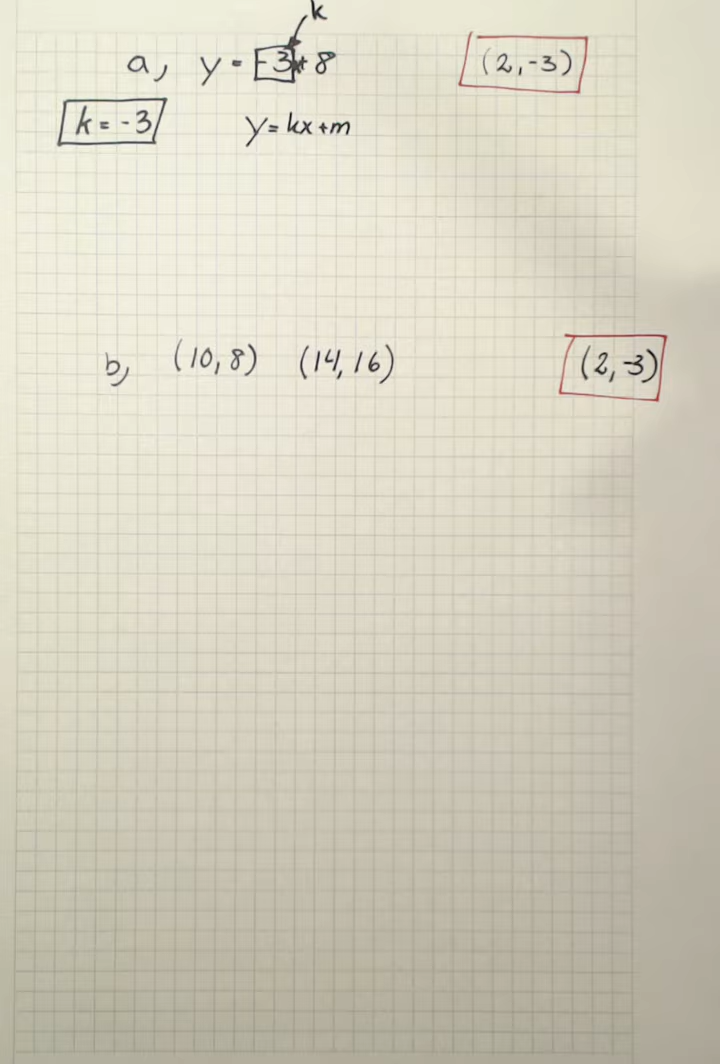 k
a, y = -3x+8 (2,-3)
k = -3 y = kx+m
b, (10,8) (14,16) (2,-3)